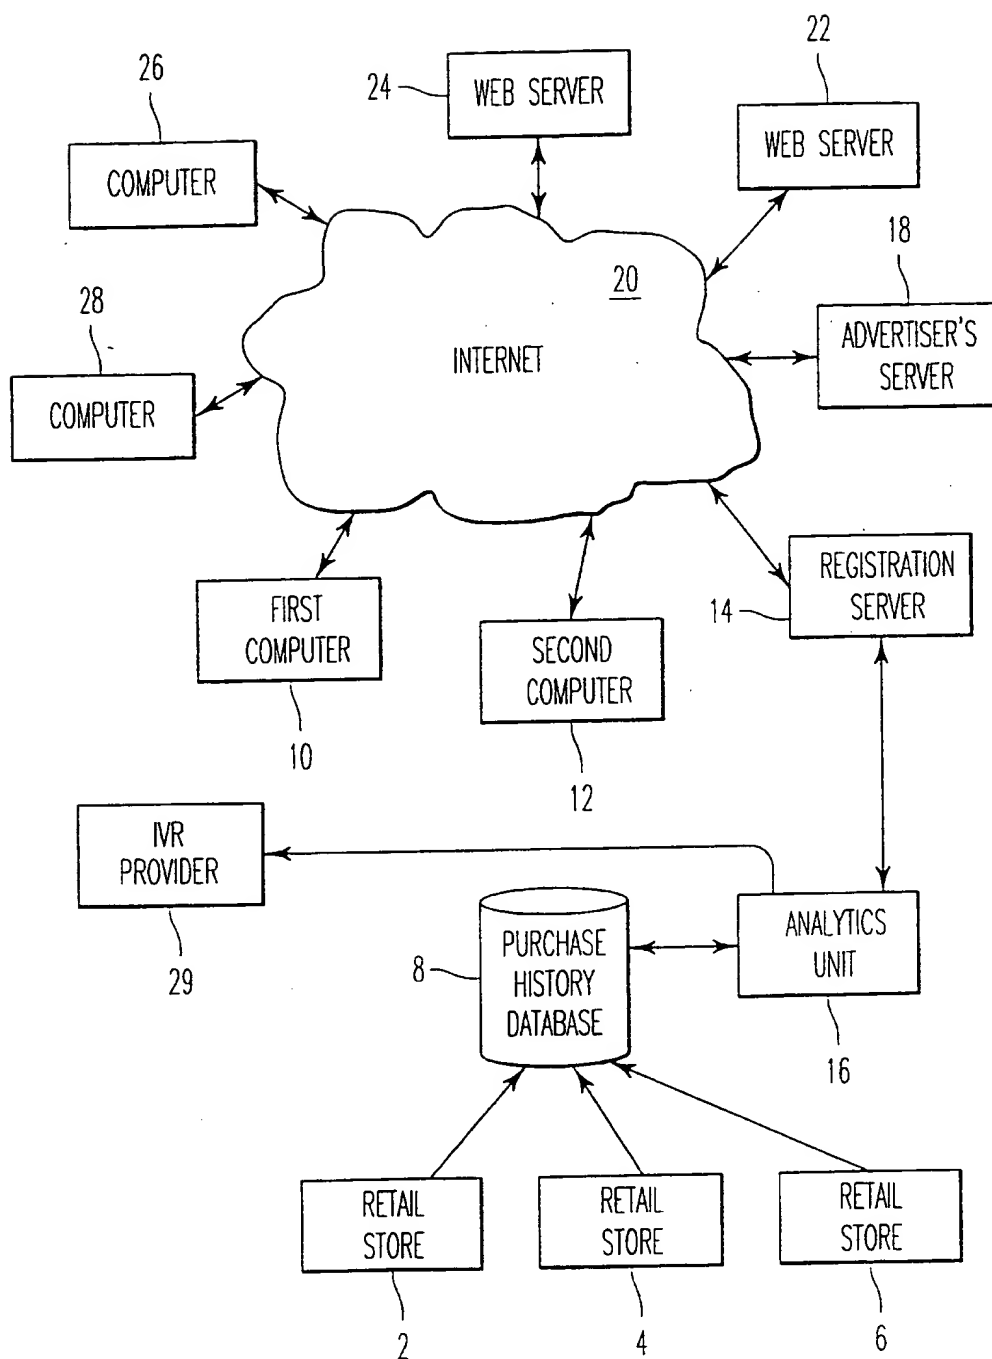 26
24
WEB SERVER
22
WEB SERVER
COMPUTER
18
20
ADVERTISER'S
SERVER
28
INTERNET
COMPUTER
FIRST
COMPUTER
10
SECOND
COMPUTER
12
14
REGISTRATION
SERVER
IVR
PROVIDER
29
8
PURCHASE
HISTORY
DATABASE
ANALYTICS
UNIT
16
RETAIL
STORE
2
RETAIL
STORE
4
RETAIL
STORE
6